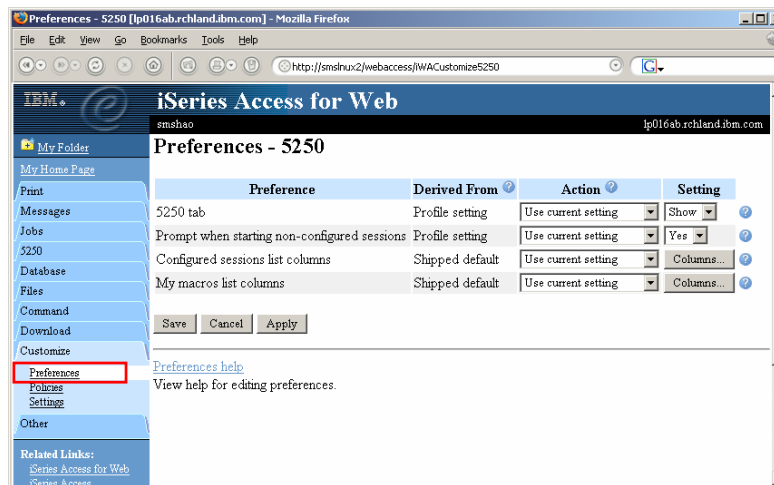 Preferences - 5250 [lp016ab.rchland.ibm.com] - Mozilla Firefox
File Edit View Go Bookmarks Tools Help
http://smslnux2/webaccess/iWACustomize5250
G
IBM. e iSeries Access for Web
smshao lp016ab.rchland.ibm.com
My Folder
My Home Page
Print
Messages
Jobs
5250
Database
Files
Command
Download
Customize
Preferences
Policies
Settings
Other
Related Links:
iSeries Access for Web
iSeries Access
Preferences - 5250
Preference Derived From ? Action ? Setting
5250 tab Profile setting Use current setting Show ?
Prompt when starting non-configured sessions Profile setting Use current setting Yes ?
Configured sessions list columns Shipped default Use current setting Columns... ?
My macros list columns Shipped default Use current setting Columns... ?
Save Cancel Apply
Preferences help
View help for editing preferences.